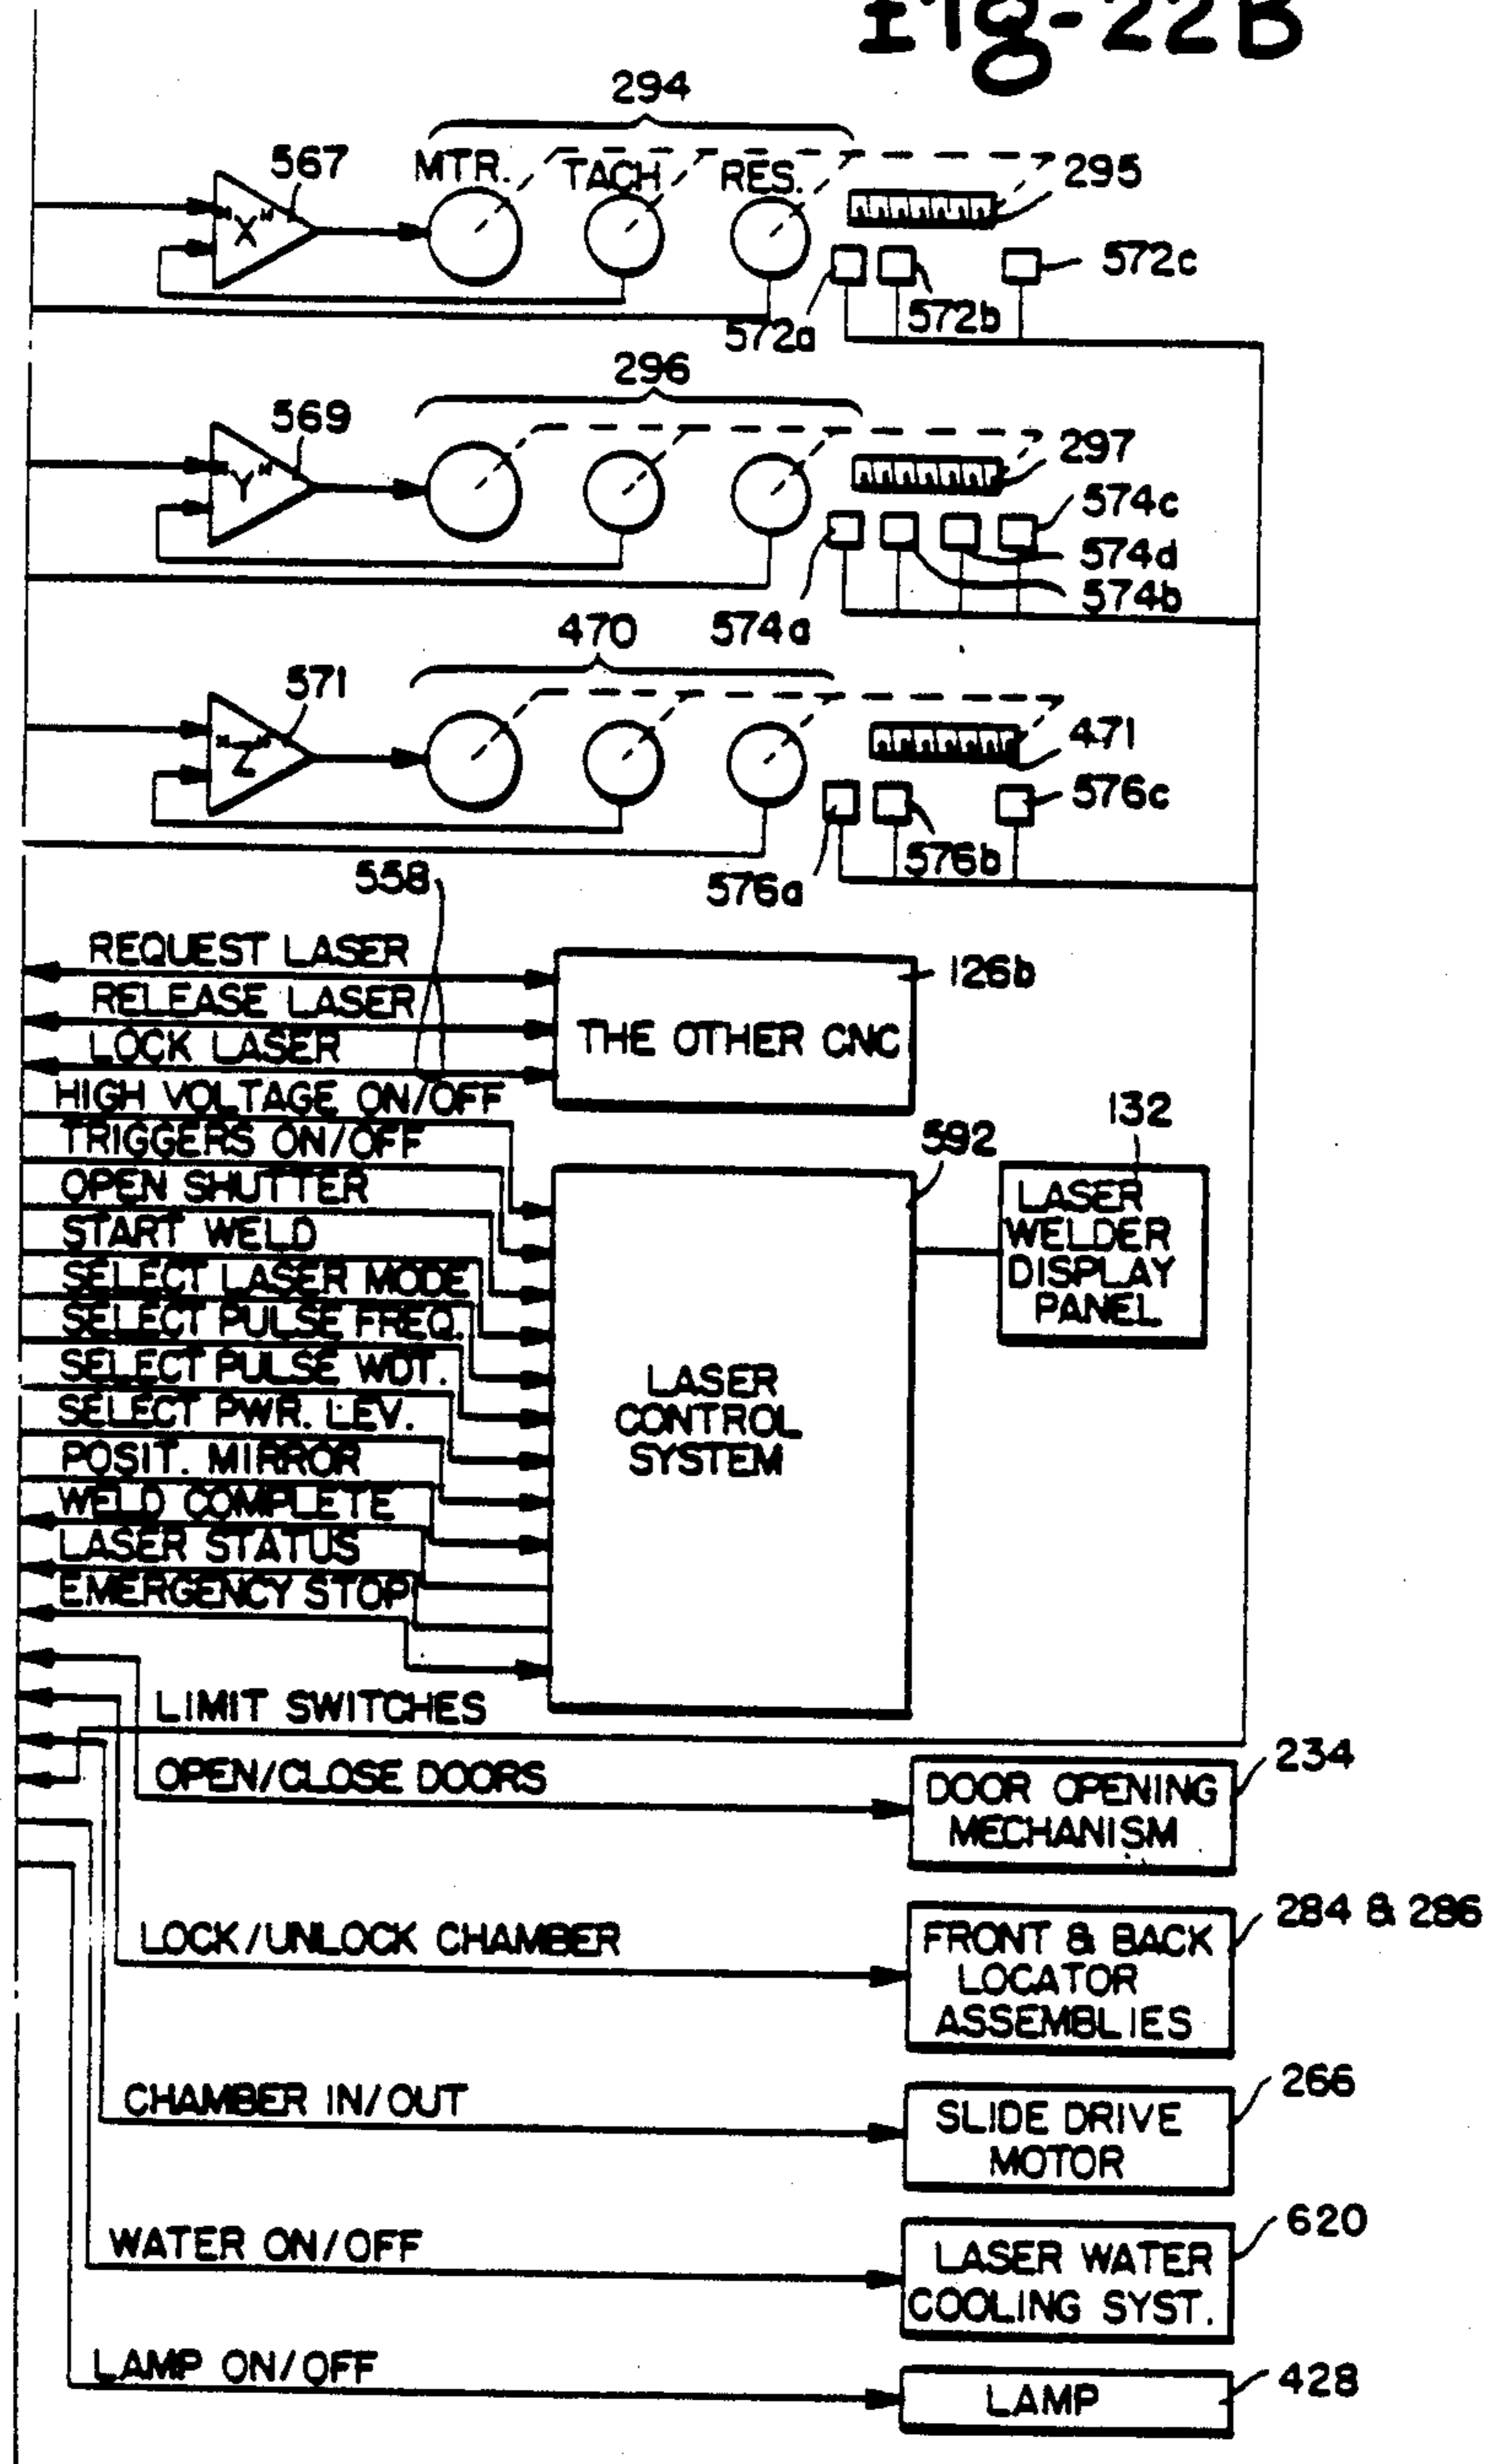 Fig-22B
294
567
MTR.
TACH
RES.
295
"X"
572c
572a
572b
296
569
297
"Y"
574c
574d
574b
574a
470
571
471
"Z"
576c
576b
576a
558
REQUEST LASER
126b
RELEASE LASER
THE OTHER CNC
LOCK LASER
HIGH VOLTAGE ON/OFF
132
TRIGGERS ON/OFF
592
OPEN SHUTTER
LASER
WELDER
DISPLAY
PANEL
START WELD
SELECT LASER MODE
SELECT PULSE FREQ.
SELECT PULSE WDT.
LASER
CONTROL
SYSTEM
SELECT PWR. LEV.
POSIT. MIRROR
WELD COMPLETE
LASER STATUS
EMERGENCY STOP
LIMIT SWITCHES
234
OPEN/CLOSE DOORS
DOOR OPENING
MECHANISM
284 & 286
LOCK/UNLOCK CHAMBER
FRONT & BACK
LOCATOR
ASSEMBLIES
266
CHAMBER IN/OUT
SLIDE DRIVE
MOTOR
620
WATER ON/OFF
LASER WATER
COOLING SYST.
LAMP ON/OFF
428
LAMP